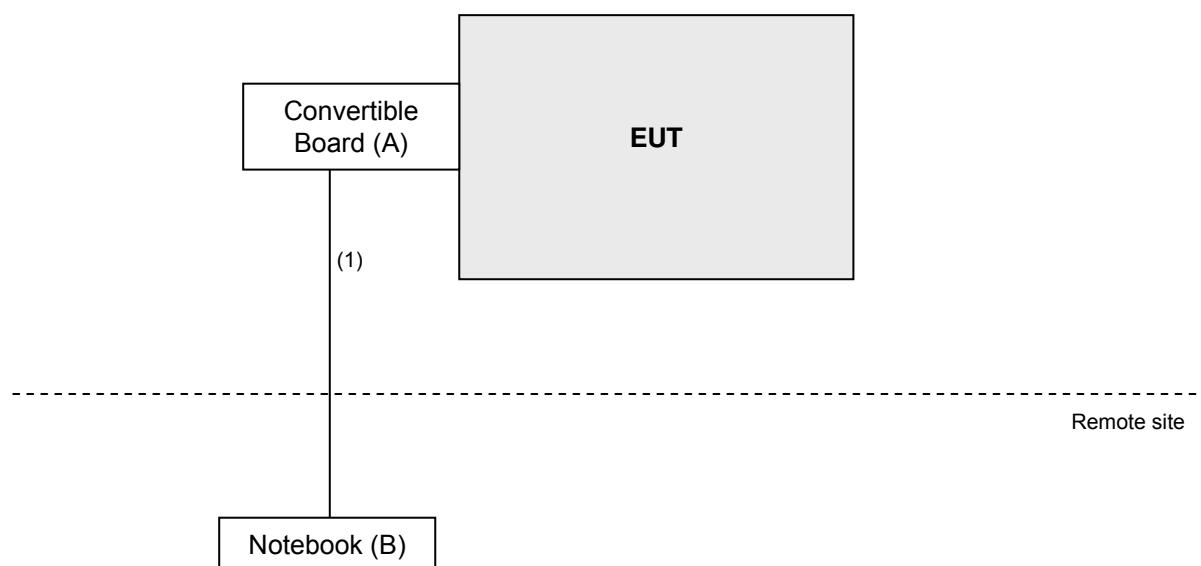 Convertible
Board (A)
EUT
(1)
Remote site
Notebook (B)